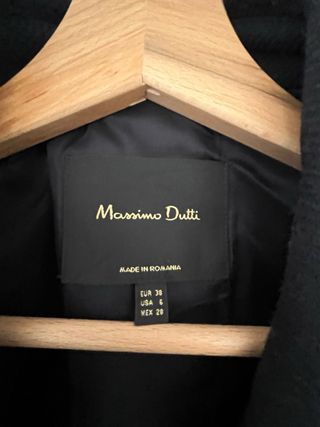 Massimo Dutti
MADE IN ROMANIA
EUR 38
USA 6
MEX 28